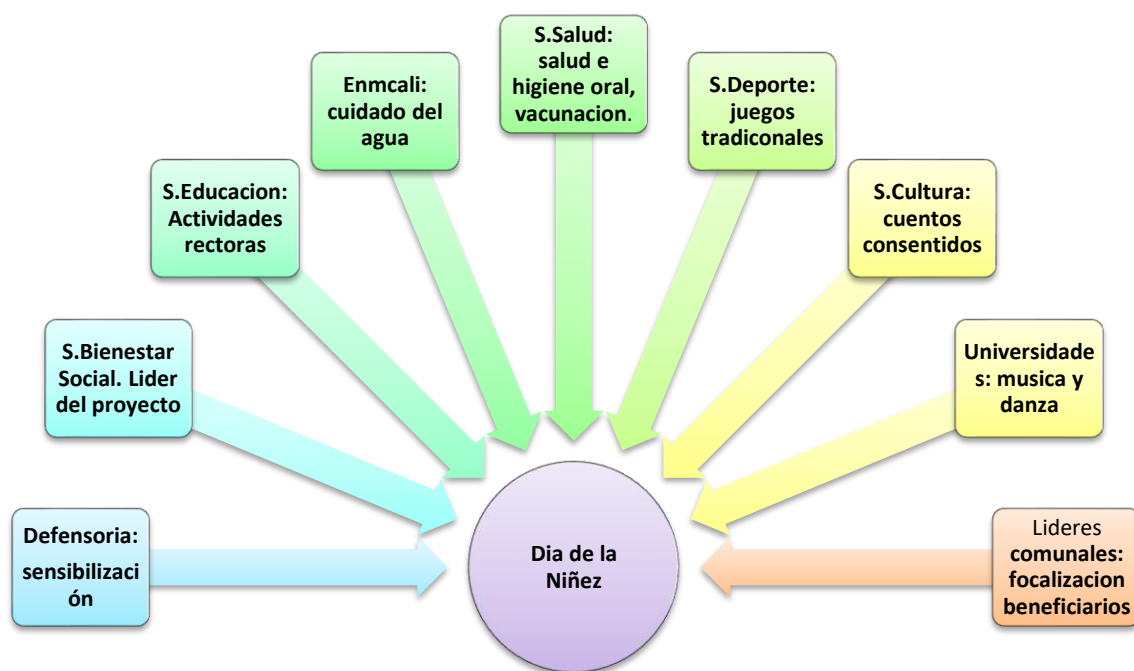 S.Salud:
salud e
higiene oral,
vacunacion.
Enmcali:
cuidado del
agua
S.Deporte:
juegos
tradiconales
S.Educacion:
Actividades
rectoras
S.Cultura:
cuentos
consentidos
S.Bienestar
Social. Lider
del proyecto
Universidade
s: musica y
danza
Defensoria:
sensibilizaci
ón
Dia de la
Niñez
Lideres
comunales:
focalizacion
beneficiarios